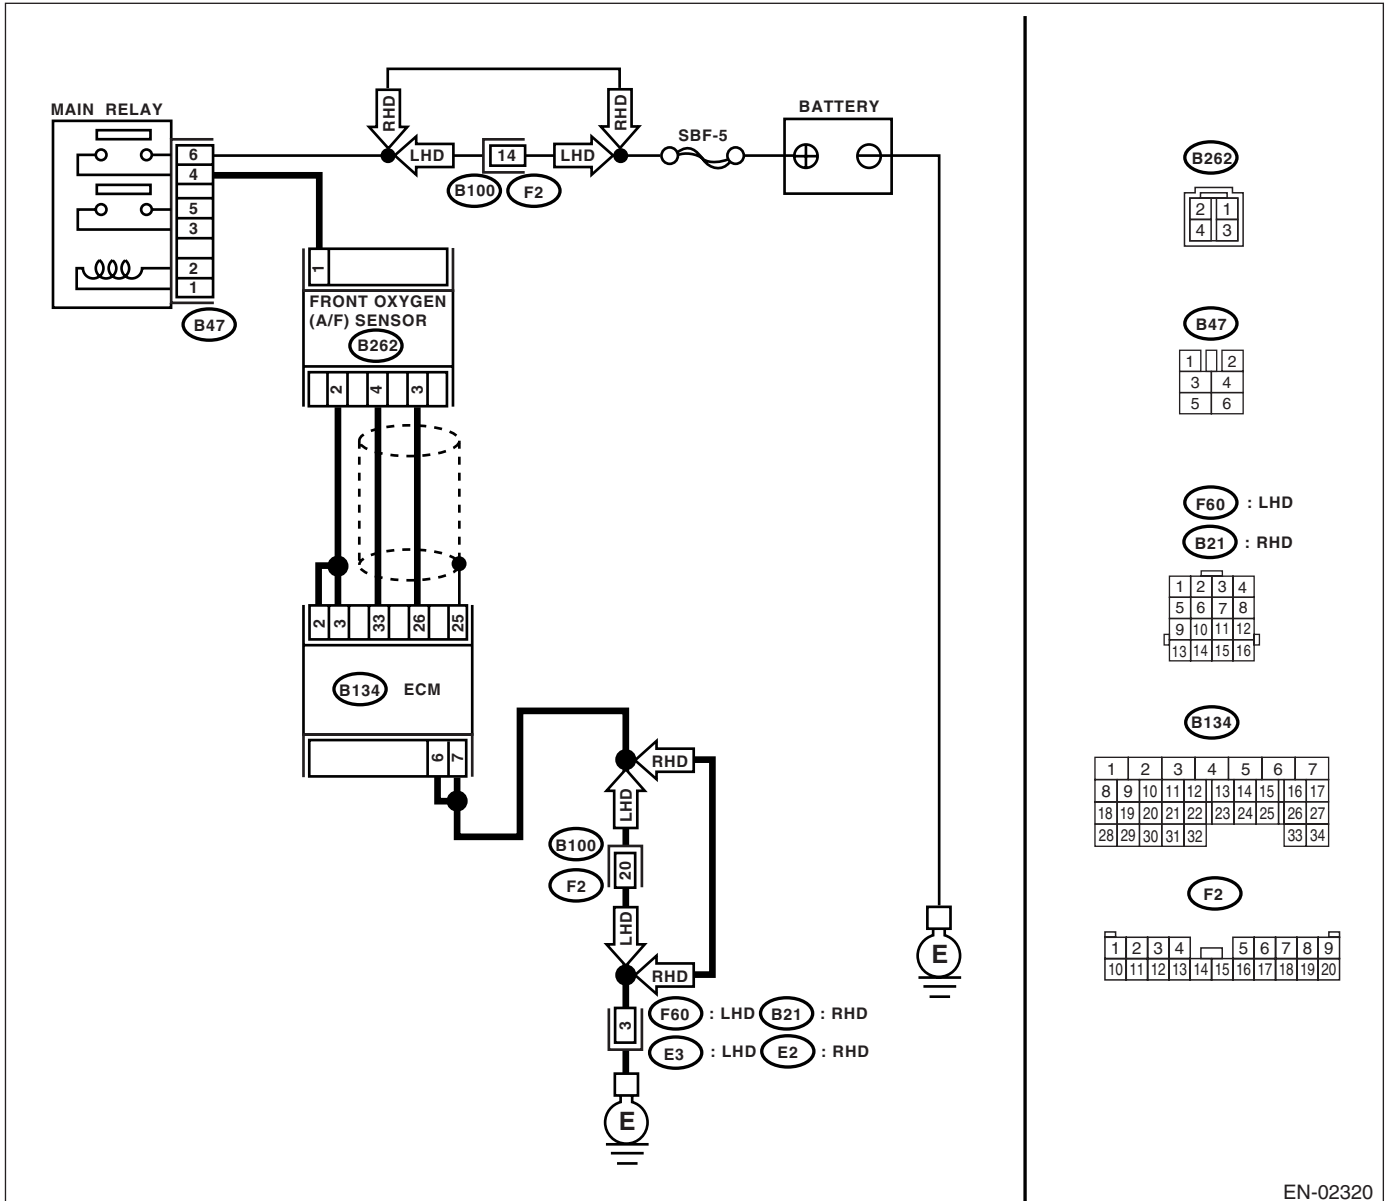 MAIN RELAY
6
4
5
3
2
1
B47
RHD
RHD
LHD
14
LHD
B100
F2
SBF-5
BATTERY
1
FRONT OXYGEN
(A/F) SENSOR
B262
2
4
3
2
3
33
26
25
B134
ECM
6
7
RHD
LHD
B100
F2
20
LHD
RHD
3
F60 : LHD B21 : RHD
E3 : LHD E2 : RHD
E
E
B262
2 1
4 3
B47
1 2
3 4
5 6
F60 : LHD
B21 : RHD
1 2 3 4
5 6 7 8
9 10 11 12
13 14 15 16
B134
1 2 3 4 5 6 7
8 9 10 11 12 13 14 15 16 17
18 19 20 21 22 23 24 25 26 27
28 29 30 31 32 33 34
F2
1 2 3 4 5 6 7 8 9
10 11 12 13 14 15 16 17 18 19 20
EN-02320